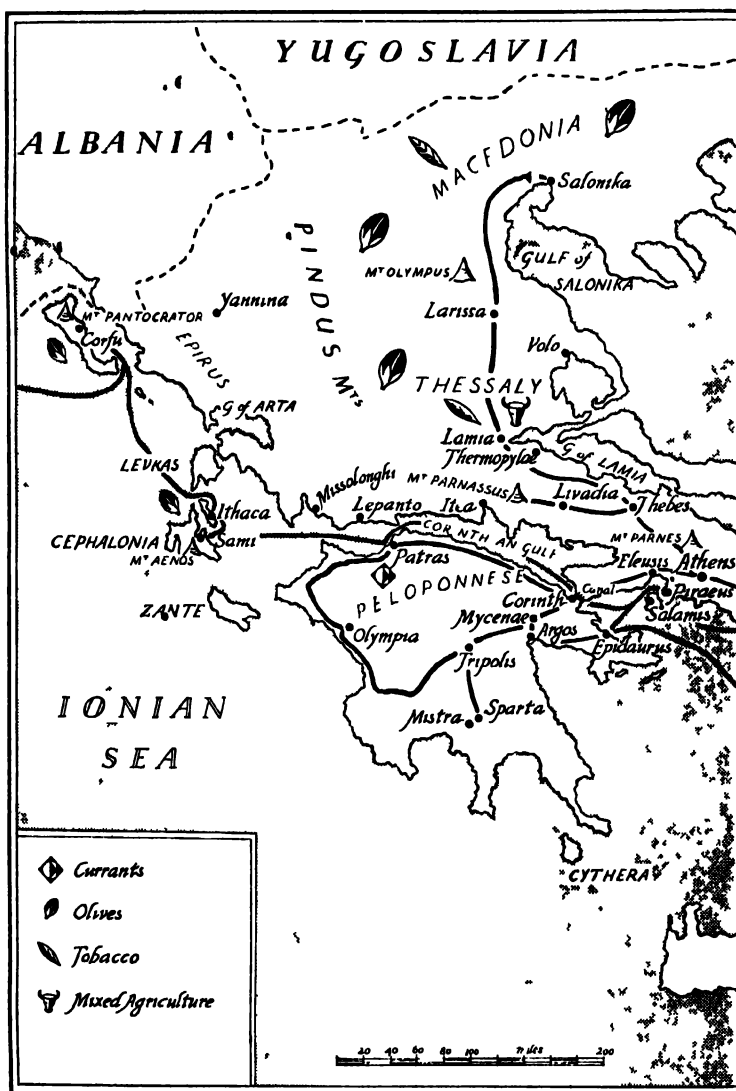 YUGOSLAVIA
ALBANIA
MACEDONIA
Salonika
PINDUS MTS
GULF of
SALONIKA
MT OLYMPUS
Yannina
MT PANTOCRATOR
Corfu
Larissa
EPIRUS
Volo
THESSALY
G of ARTA
Lamia
Thermopylae
G of LAMIA
LEVKAS
Missolonghi
MT PARNASSUS
Ithaca
Lepanto
Itea
Livadia
Thebes
CEPHALONIA
Sami
CORINTHIAN GULF
MT PARNES
MT AENOS
Patras
Eleusis
Athens
PELOPONNESE
Canal
Piraeus
ZANTE
Corinth
Salamis
Mycenae
Olympia
Argos
Epidaurus
Tripolis
IONIAN
SEA
Mistra
Sparta
CYTHERA
Currants
Olives
Tobacco
Mixed Agriculture
20 40 60 80 100 miles 200